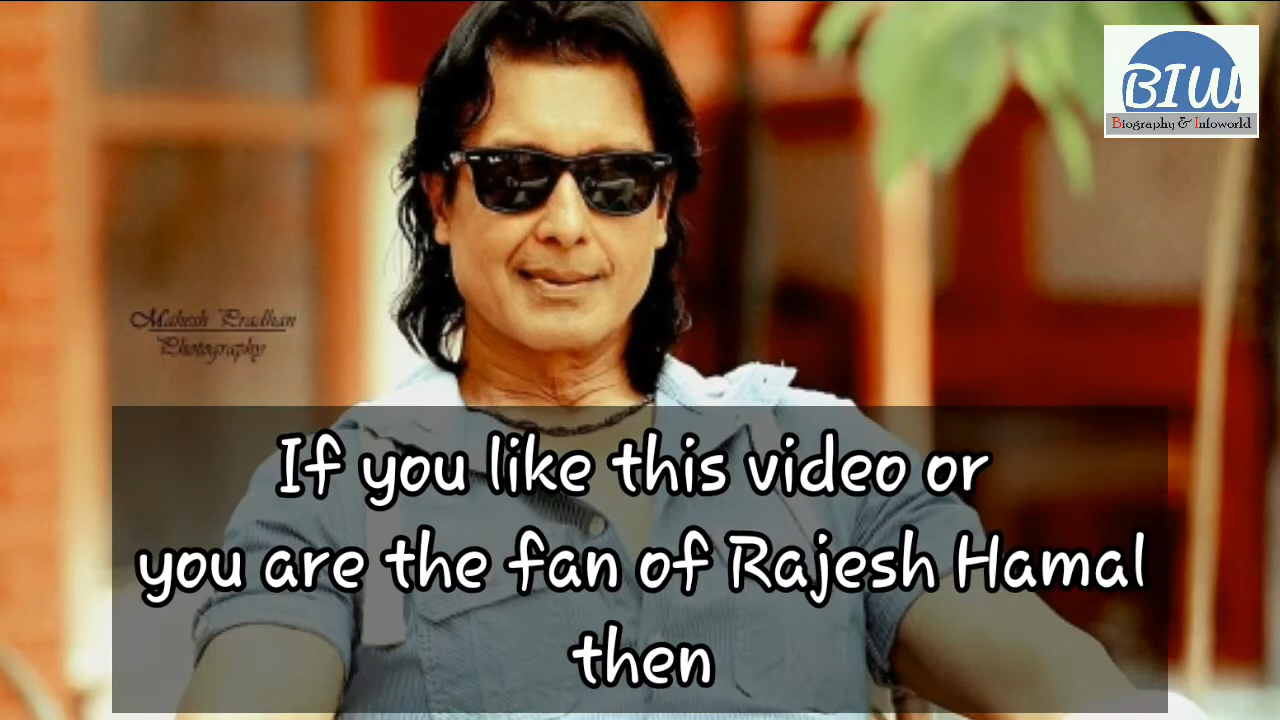 BIW
Biography & Infoworld
Mahesh Pradhan
Photography
If you like this video or
you are the fan of Rajesh Hamal
then